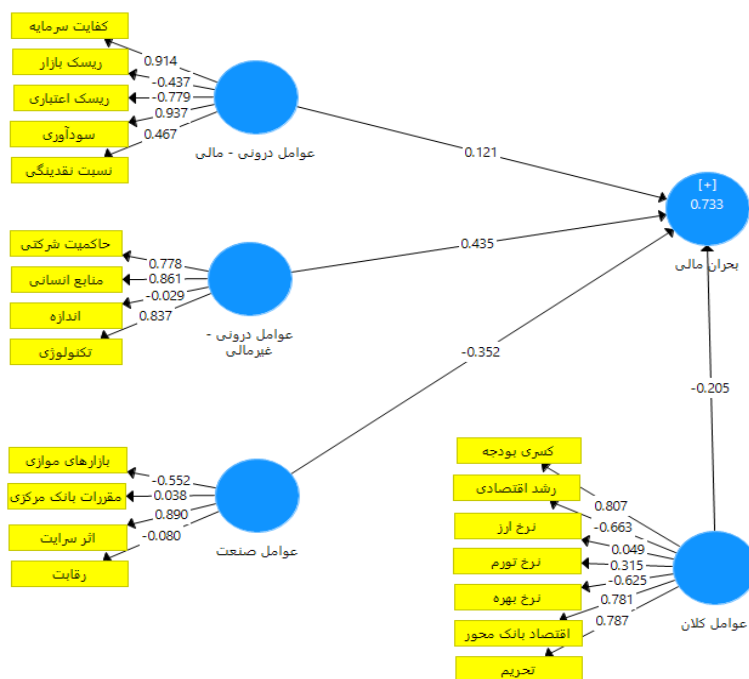 کفایت سرمایه
ریسک بازار
ریسک اعتباری
سودآوری
نسبت نقدینگی
0.914
-0.437
-0.779
0.937
0.467
عوامل درونی - مالی
0.121
[+]
0.733
بحران مالی
حاکمیت شرکتی
منابع انسانی
اندازه
تکنولوژی
0.778
0.861
-0.029
0.837
عوامل درونی -
غیرمالی
0.435
-0.352
-0.205
بازارهای موازی
مقررات بانک مرکزی
اثر سرایت
رقابت
-0.552
0.038
0.890
-0.080
عوامل صنعت
کسری بودجه
رشد اقتصادی
نرخ ارز
نرخ تورم
نرخ بهره
اقتصاد بانک محور
تحریم
0.807
-0.663
0.049
0.315
-0.625
0.781
0.787
عوامل کلان